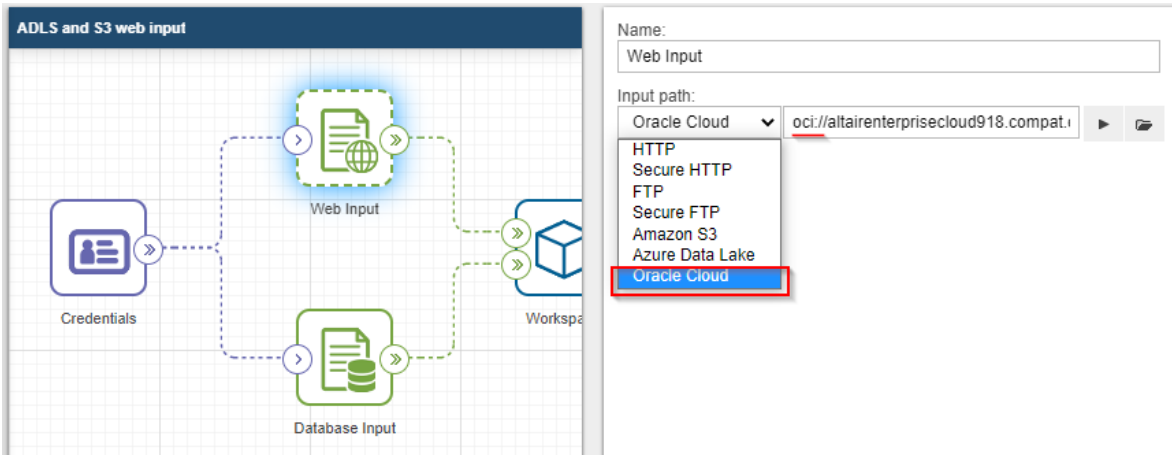 ADLS and S3 web input
Web Input
Credentials
Database Input
Name:
Web Input
Input path:
Oracle Cloud oci://altairenterprisecloud918.compat.
HTTP
Secure HTTP
FTP
Secure FTP
Amazon S3
Azure Data Lake
Oracle Cloud